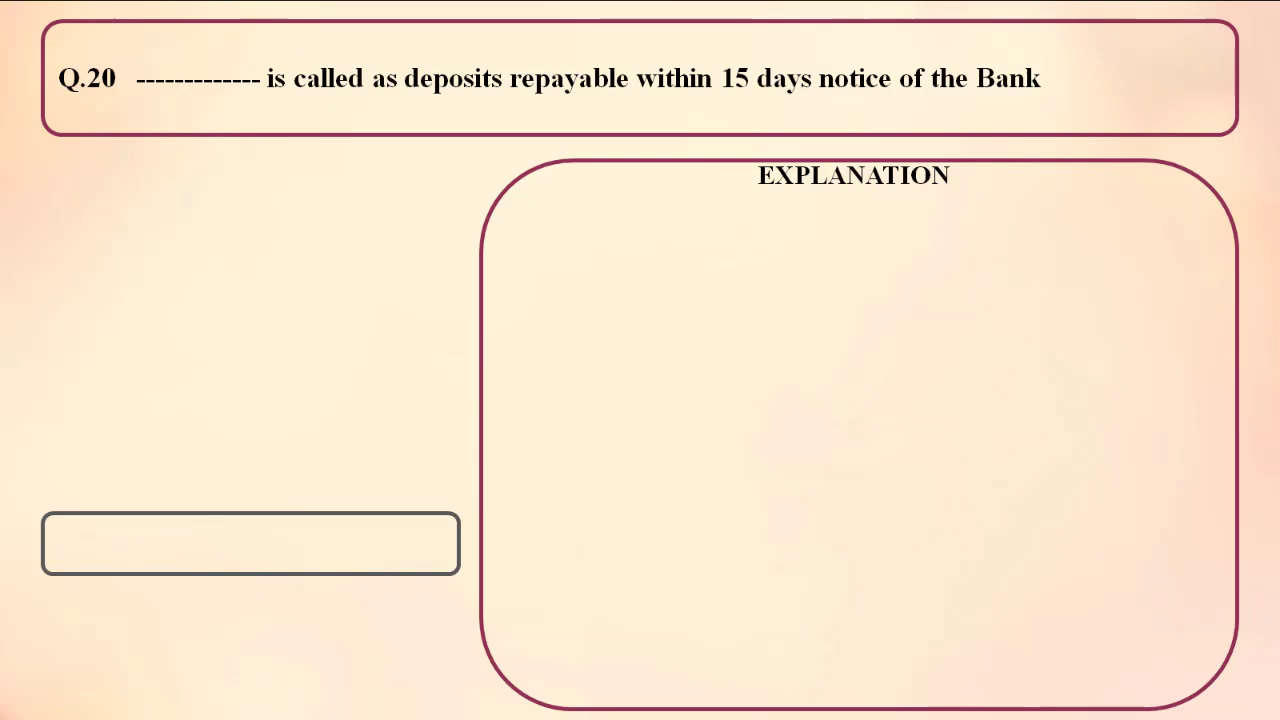 Q.20 ------------- is called as deposits repayable within 15 days notice of the Bank
EXPLANATION